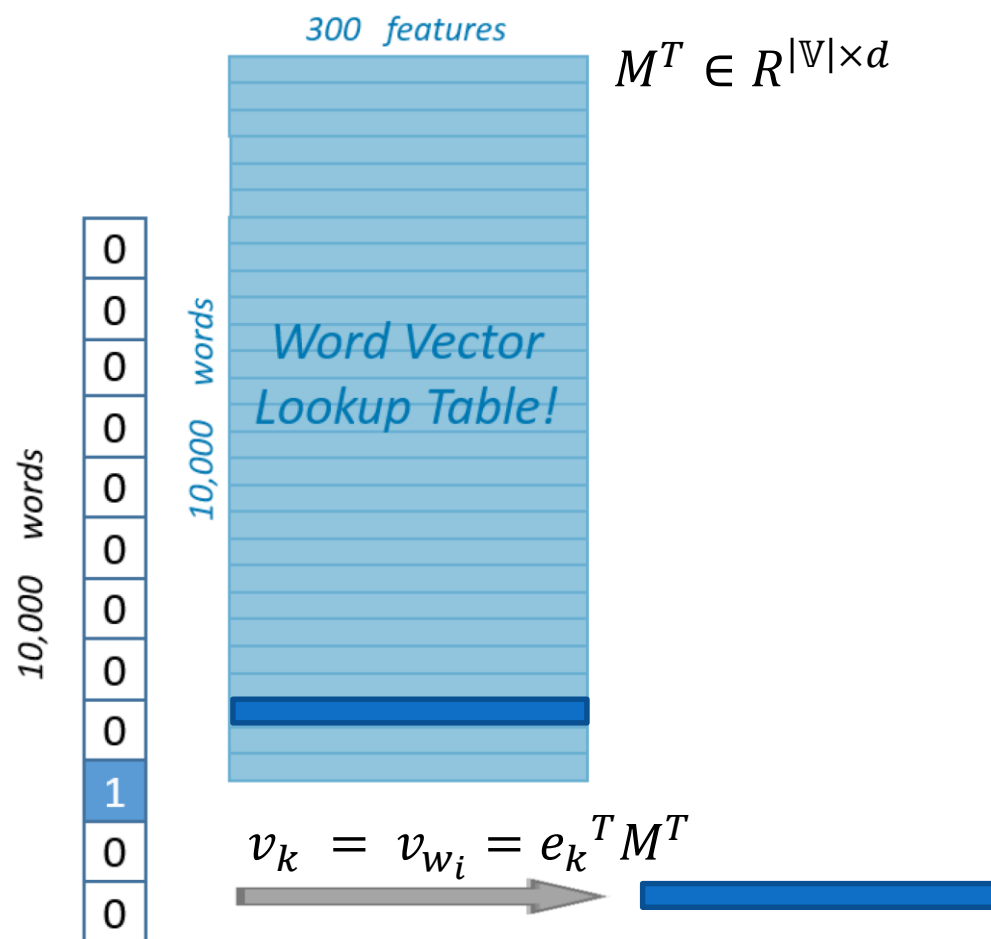 300 features
Mᵀ ∈ R^{|𝕍|×d}
0
0
0
0
0
0
0
0
0
1
0
0
10,000 words
10,000 words
Word Vector
Lookup Table!
v_k = v_{w_i} = e_k^T M^T